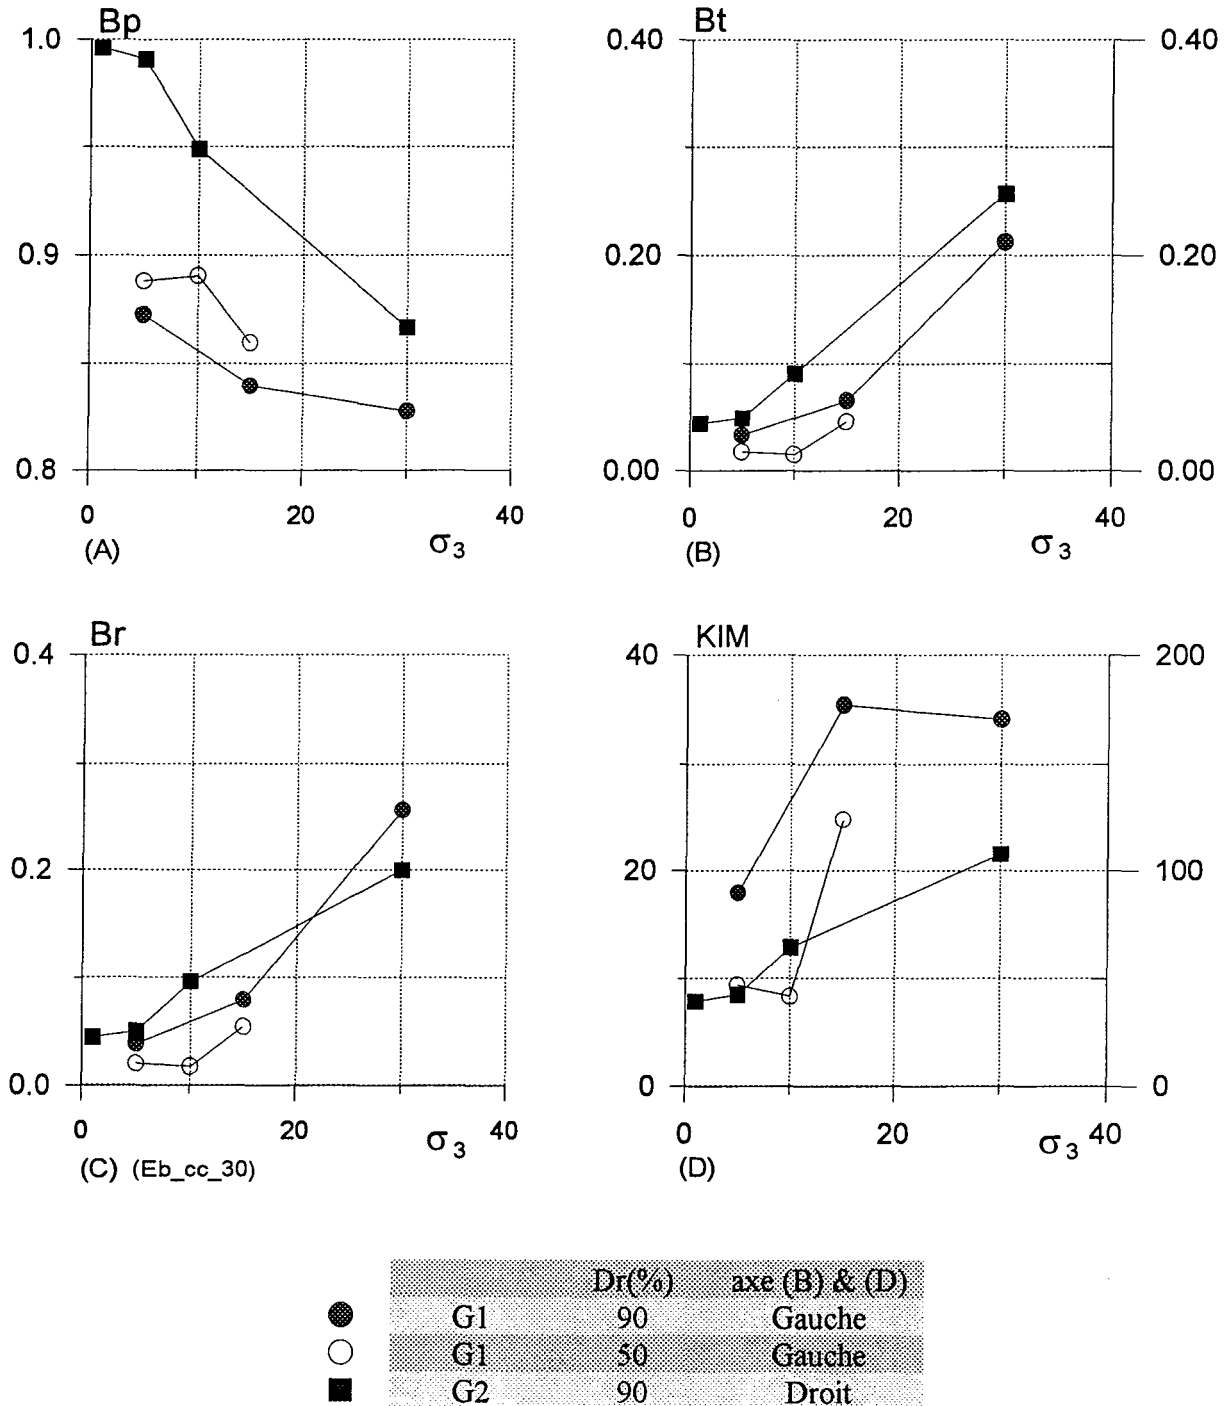 Bp
1.0
0.9
0.8
0 20 40
σ3
(A)
Bt
0.40 0.40
0.20 0.20
0.00 0.00
0 20 40
σ3
(B)
Br
0.4
0.2
0.0
0 20 40
σ3
(C) (Eb_cc_30)
KIM
40 200
20 100
0 0
0 20 40
σ3
(D)
Dr(%) axe (B) & (D)
G1 90 Gauche
G1 50 Gauche
G2 90 Droit